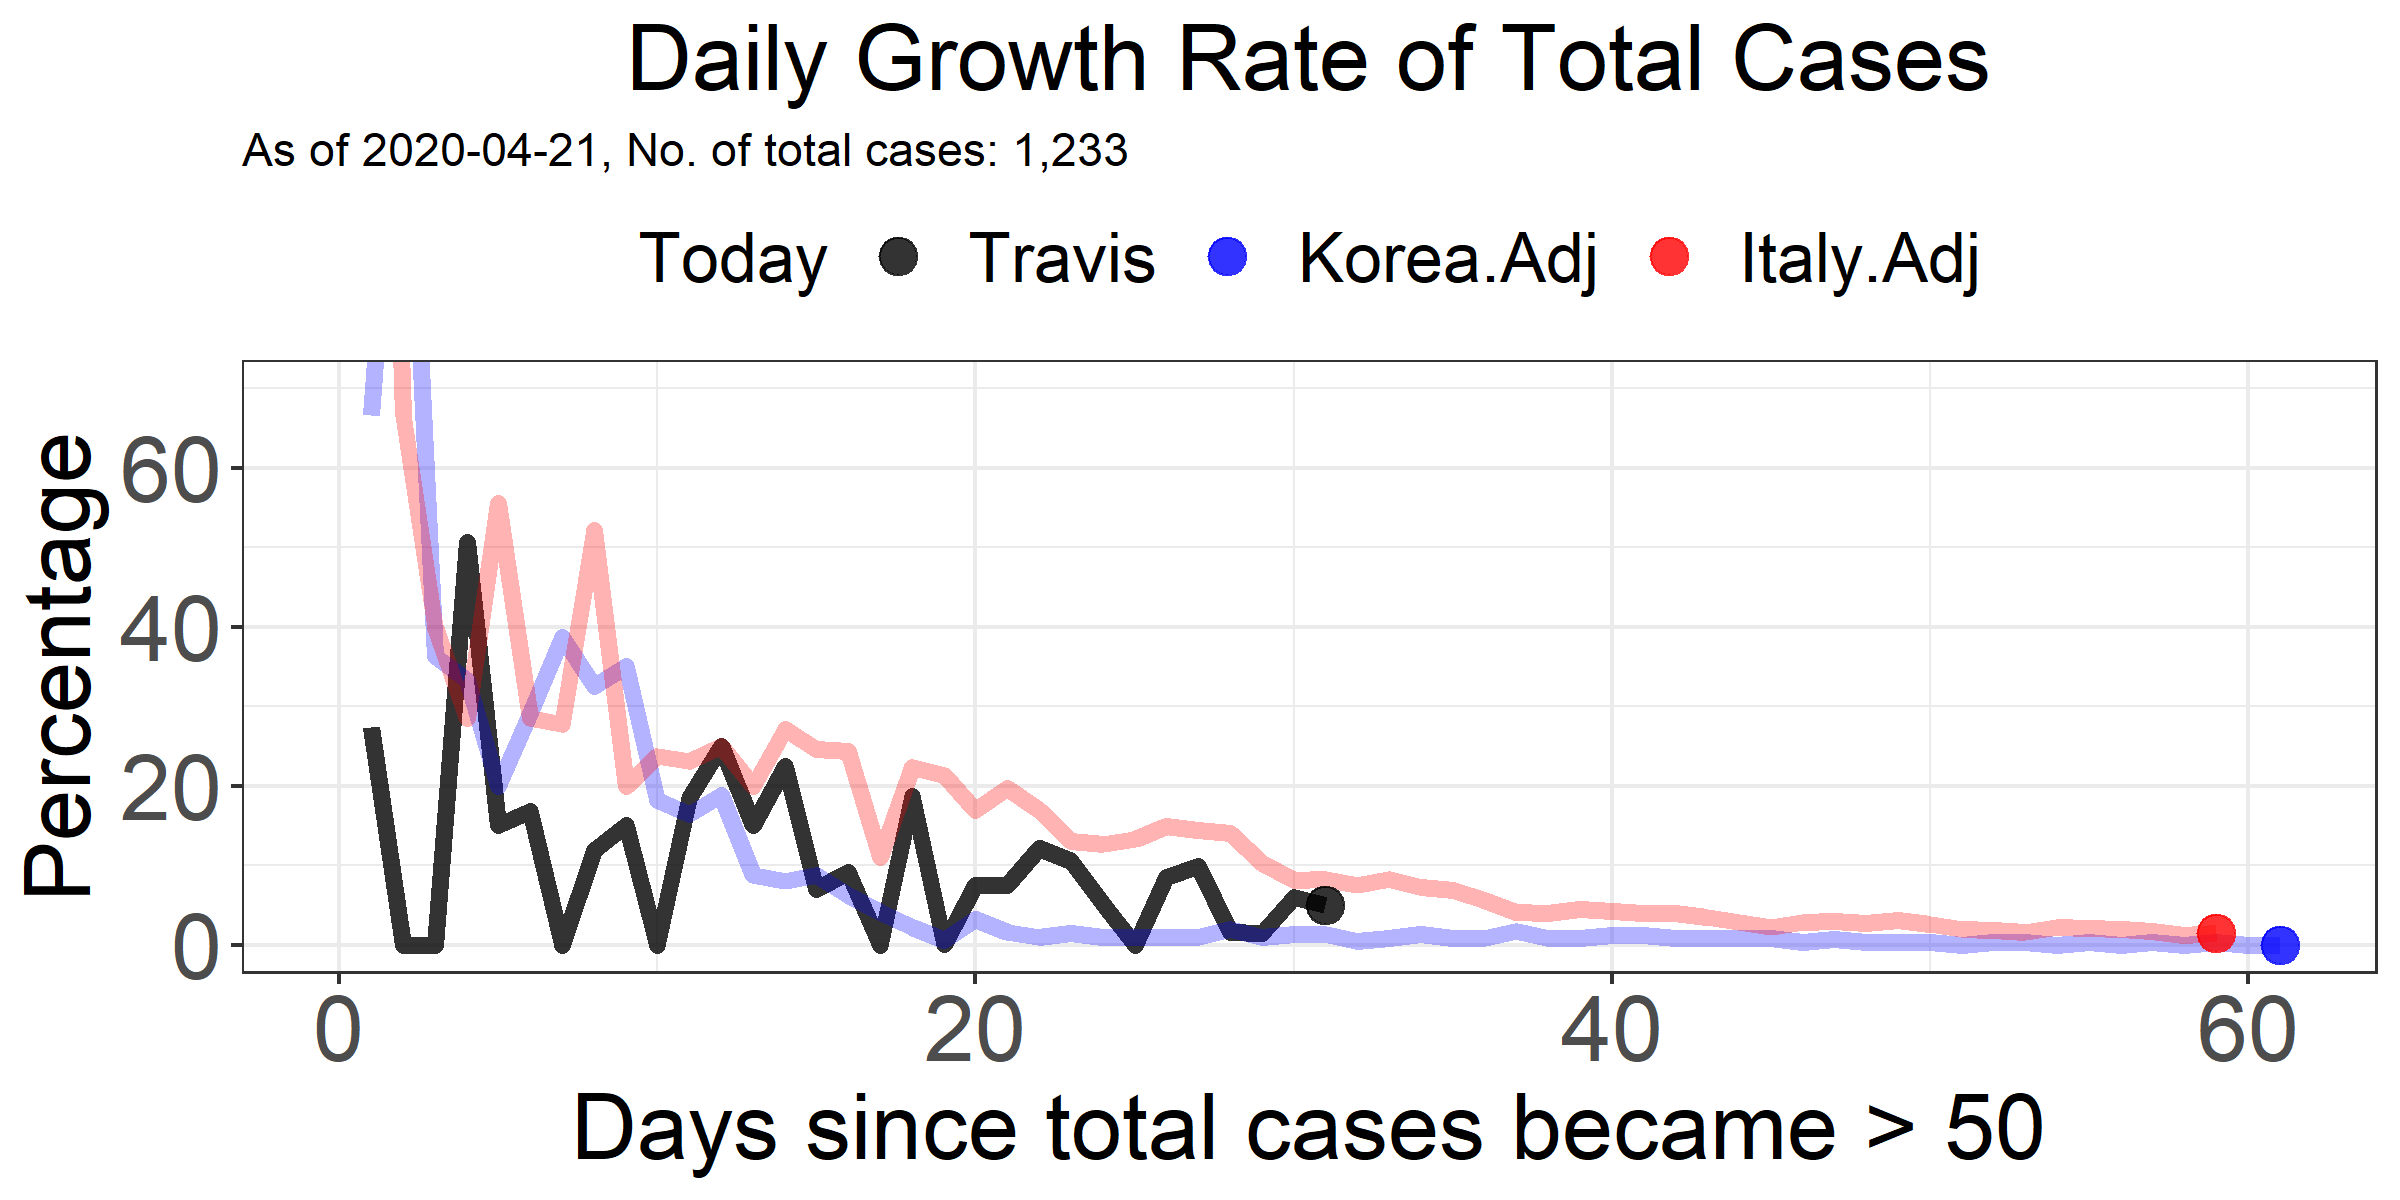 Daily Growth Rate of Total Cases
As of 2020-04-21, No. of total cases: 1,233
Today Travis Korea.Adj Italy.Adj
Percentage
60
40
20
0
0 20 40 60
Days since total cases became > 50